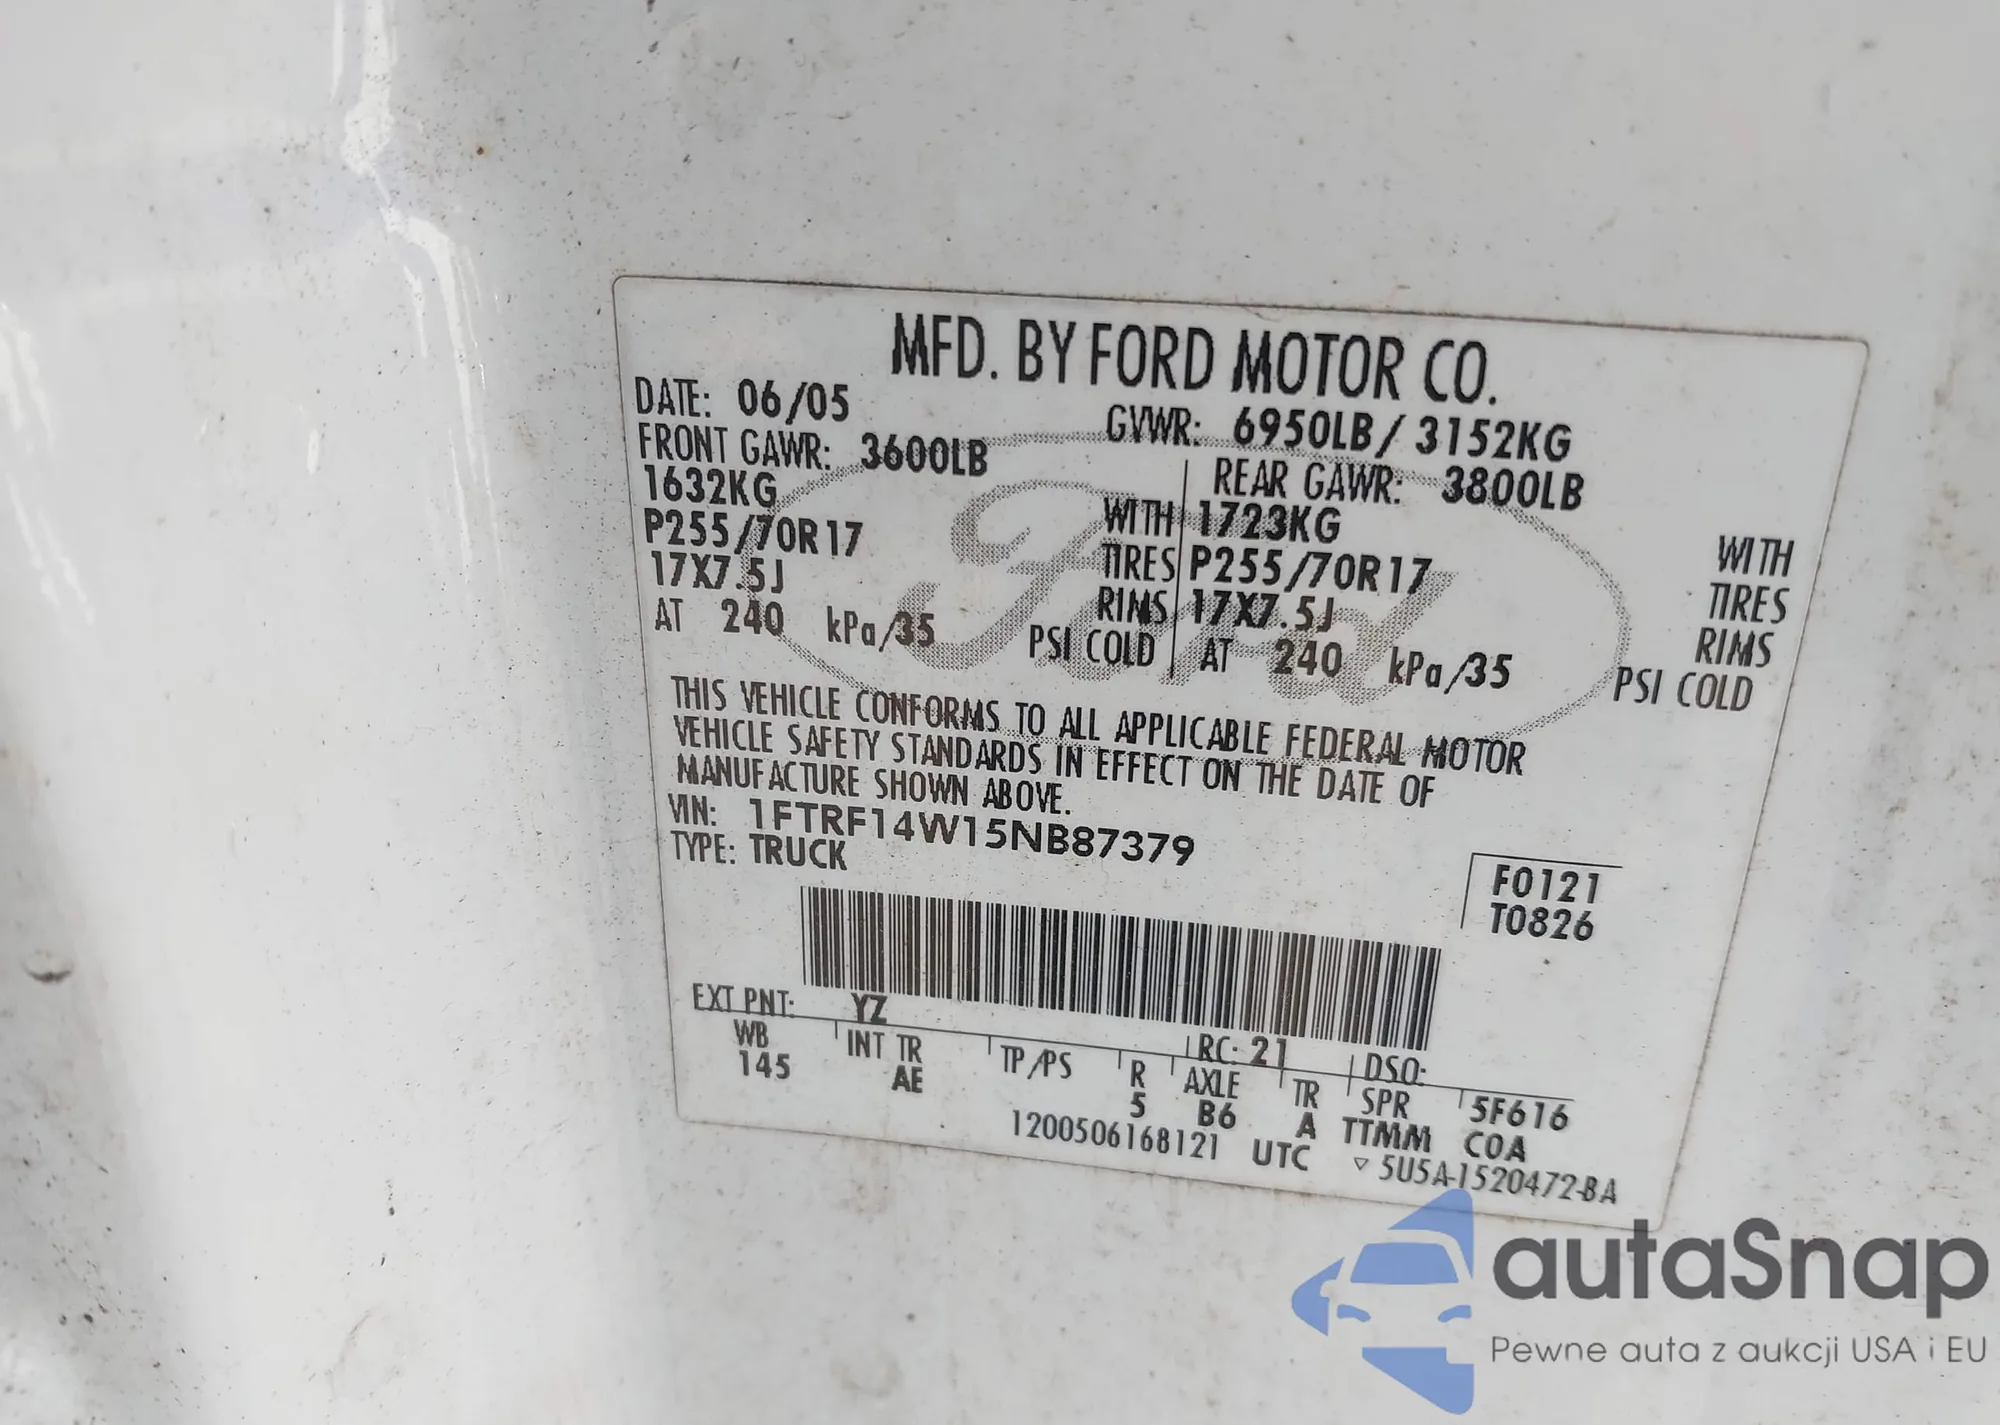 MFD. BY FORD MOTOR CO.
DATE: 06/05 GVWR: 6950LB/ 3152KG
FRONT GAWR: 3600LB REAR GAWR: 3800LB
1632KG WITH 1723KG WITH
P255/70R17 TIRES P255/70R17 TIRES
17X7.5J RIMS 17X7.5J RIMS
AT 240 kPa/35 PSI COLD AT 240 kPa/35 PSI COLD
Ford
THIS VEHICLE CONFORMS TO ALL APPLICABLE FEDERAL MOTOR
VEHICLE SAFETY STANDARDS IN EFFECT ON THE DATE OF
MANUFACTURE SHOWN ABOVE.
VIN: 1FTRF14W15NB87379
TYPE: TRUCK
F0121
T0826
EXT PNT: YZ RC: 21 DSO:
WB INT TR TP/PS R AXLE TR SPR 5F616
145 AE 5 B6 A TTMM COA
1200506168121 UTC ▽ 5U5A-1520472-BA
autaSnap
Pewne auta z aukcji USA i EU